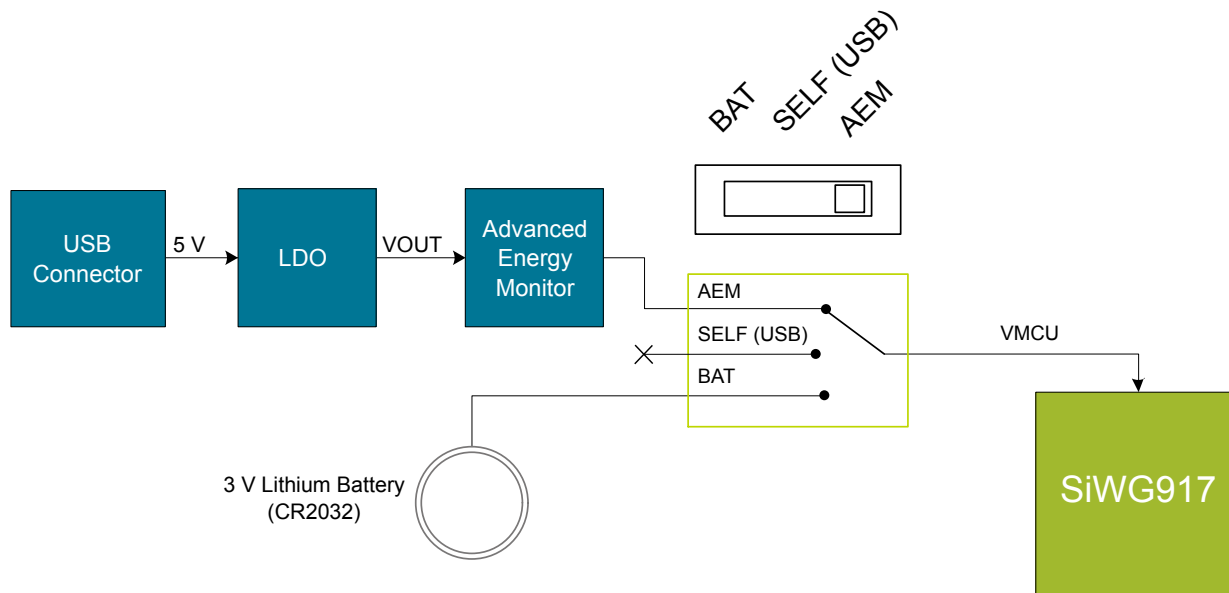 BAT
SELF (USB)
AEM
USB
Connector
5 V
LDO
VOUT
Advanced
Energy
Monitor
AEM
SELF (USB)
BAT
VMCU
3 V Lithium Battery
(CR2032)
SiWG917